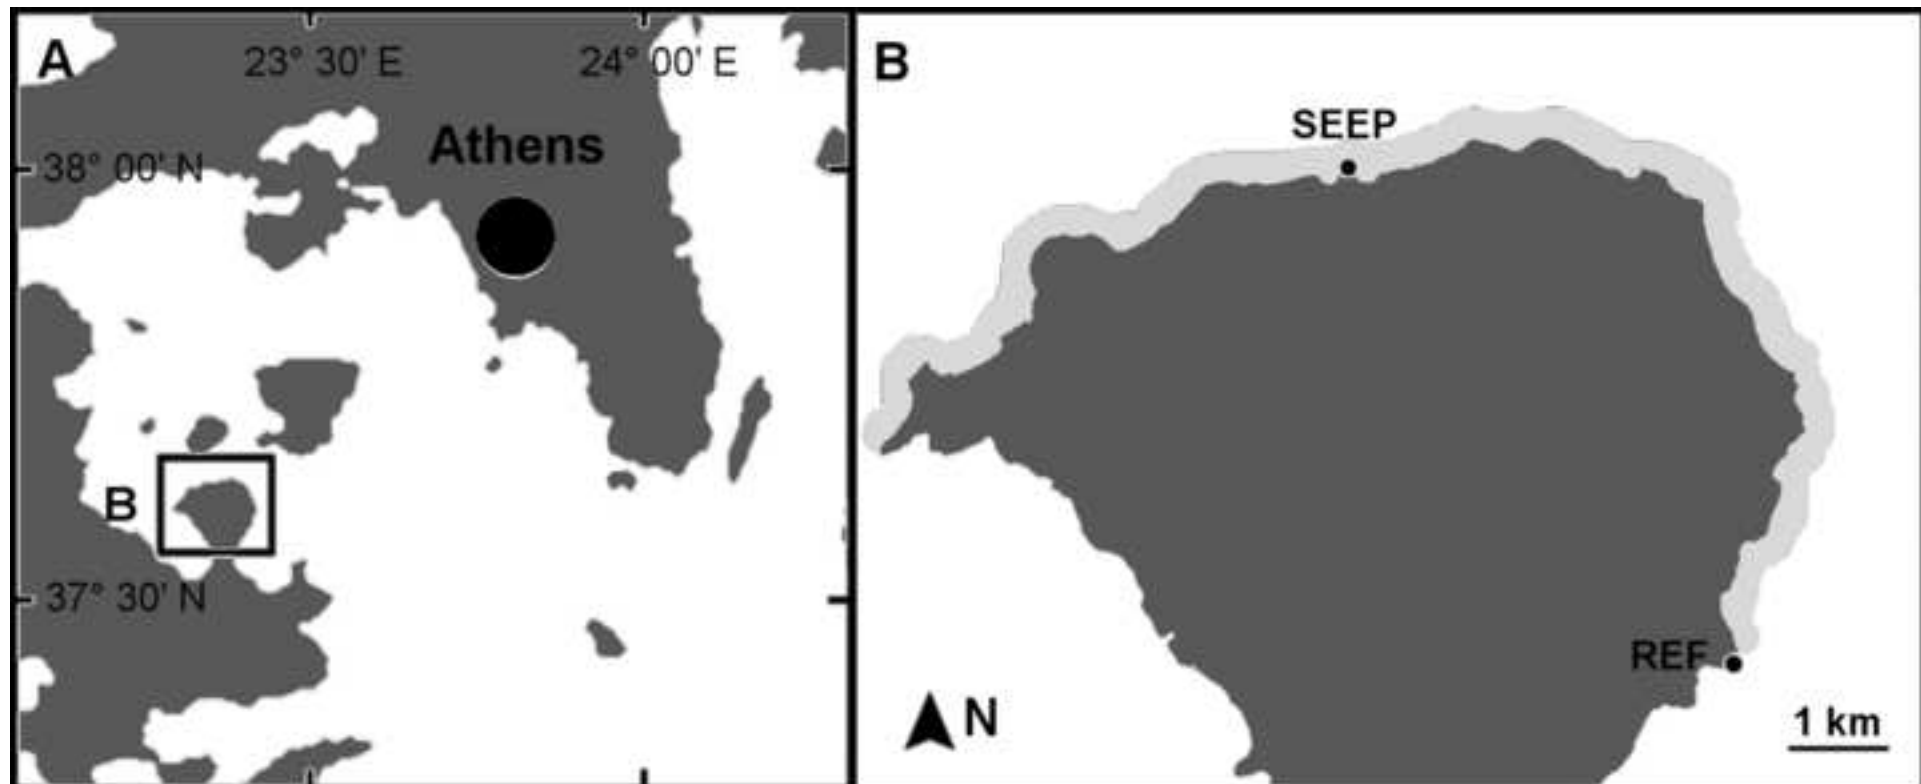 A
23° 30' E
24° 00' E
Athens
38° 00' N
B
37° 30' N
B
SEEP
REF
N
1 km